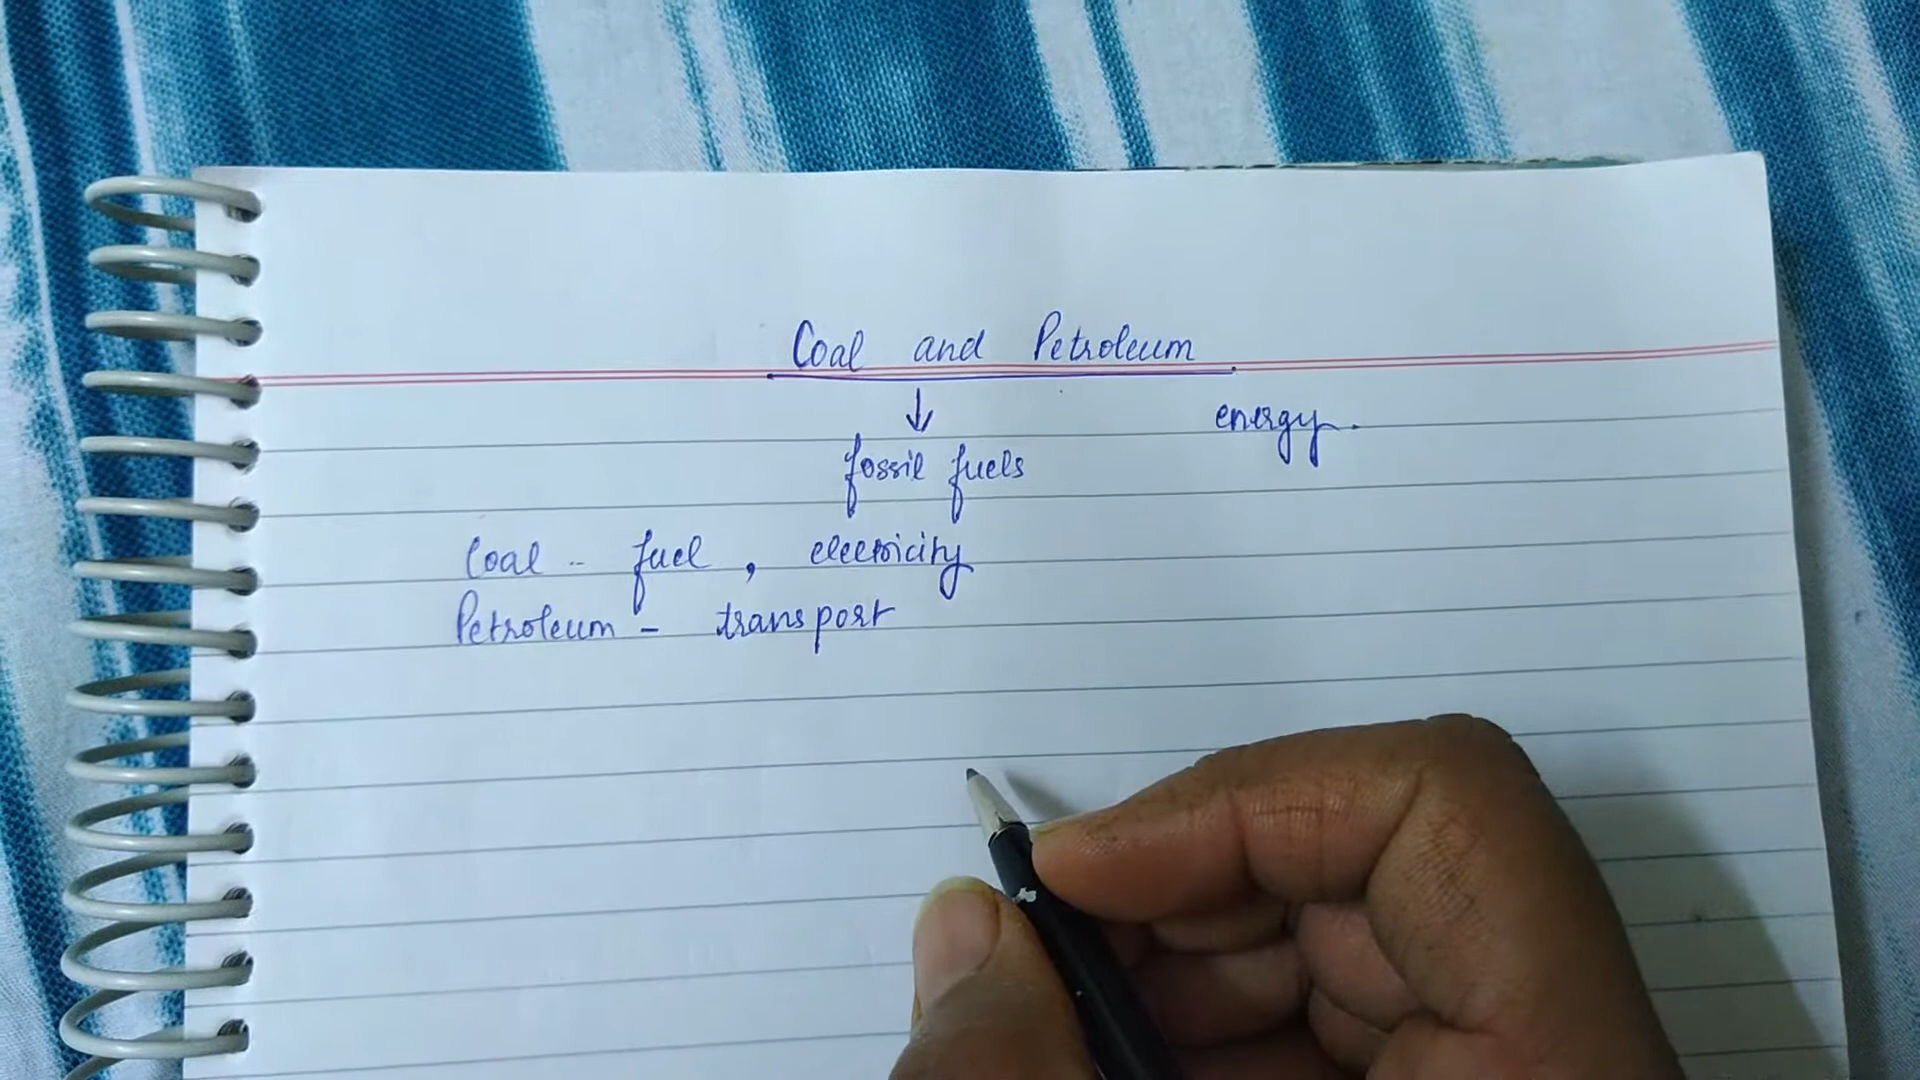 Coal and Petroleum
↓
energy.
fossil fuels
Coal - fuel, electricity
Petroleum - transport